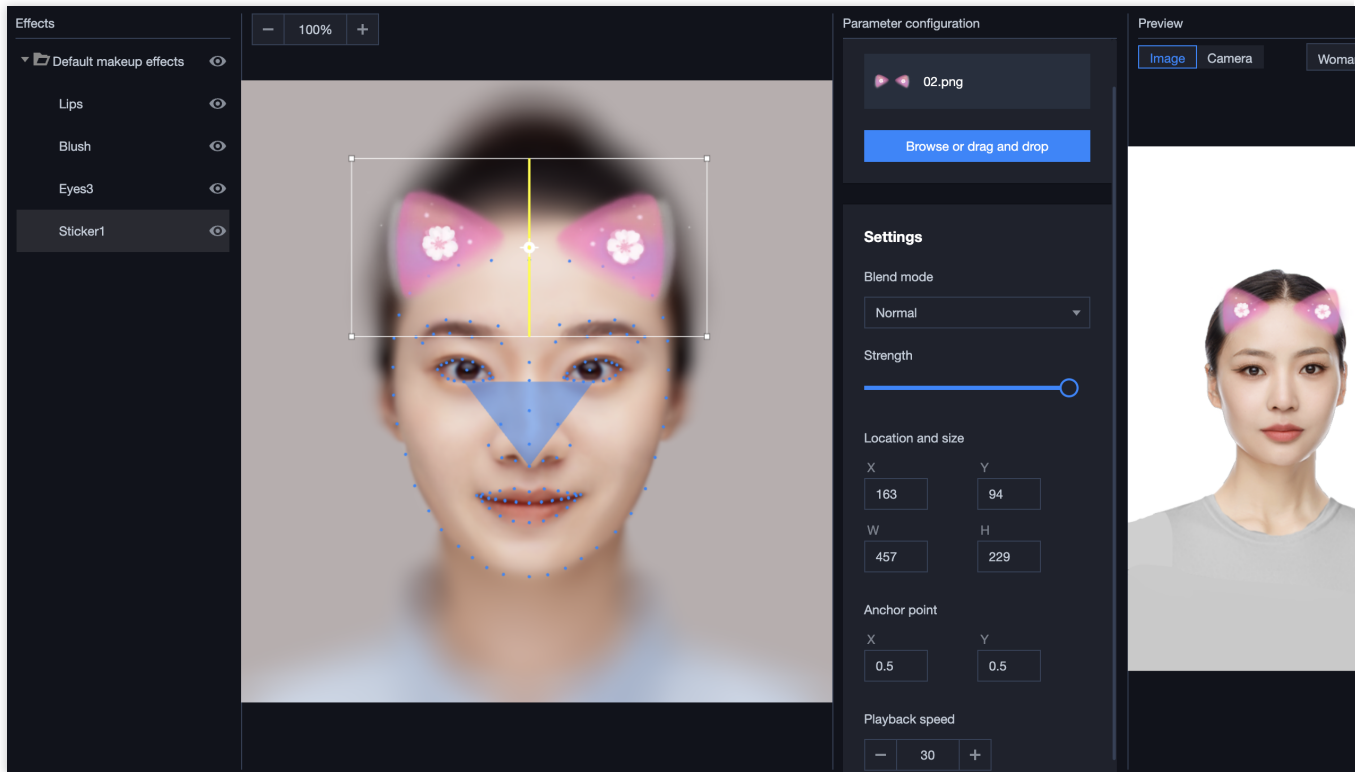 Effects
Default makeup effects
Lips
Blush
Eyes3
Sticker1
100%
Parameter configuration
02.png
Browse or drag and drop
Settings
Blend mode
Normal
Strength
Location and size
X Y
163 94
W H
457 229
Anchor point
X Y
0.5 0.5
Playback speed
30
Preview
Image Camera